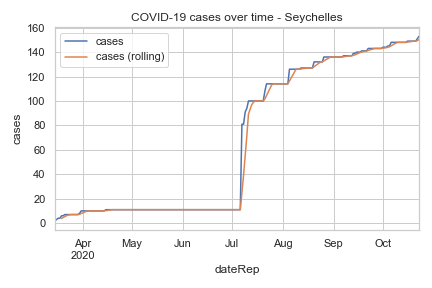 COVID-19 cases over time - Seychelles
cases
cases (rolling)
160
140
120
100
80
60
40
20
0
cases
Apr
2020
May
Jun
Jul
Aug
Sep
Oct
dateRep